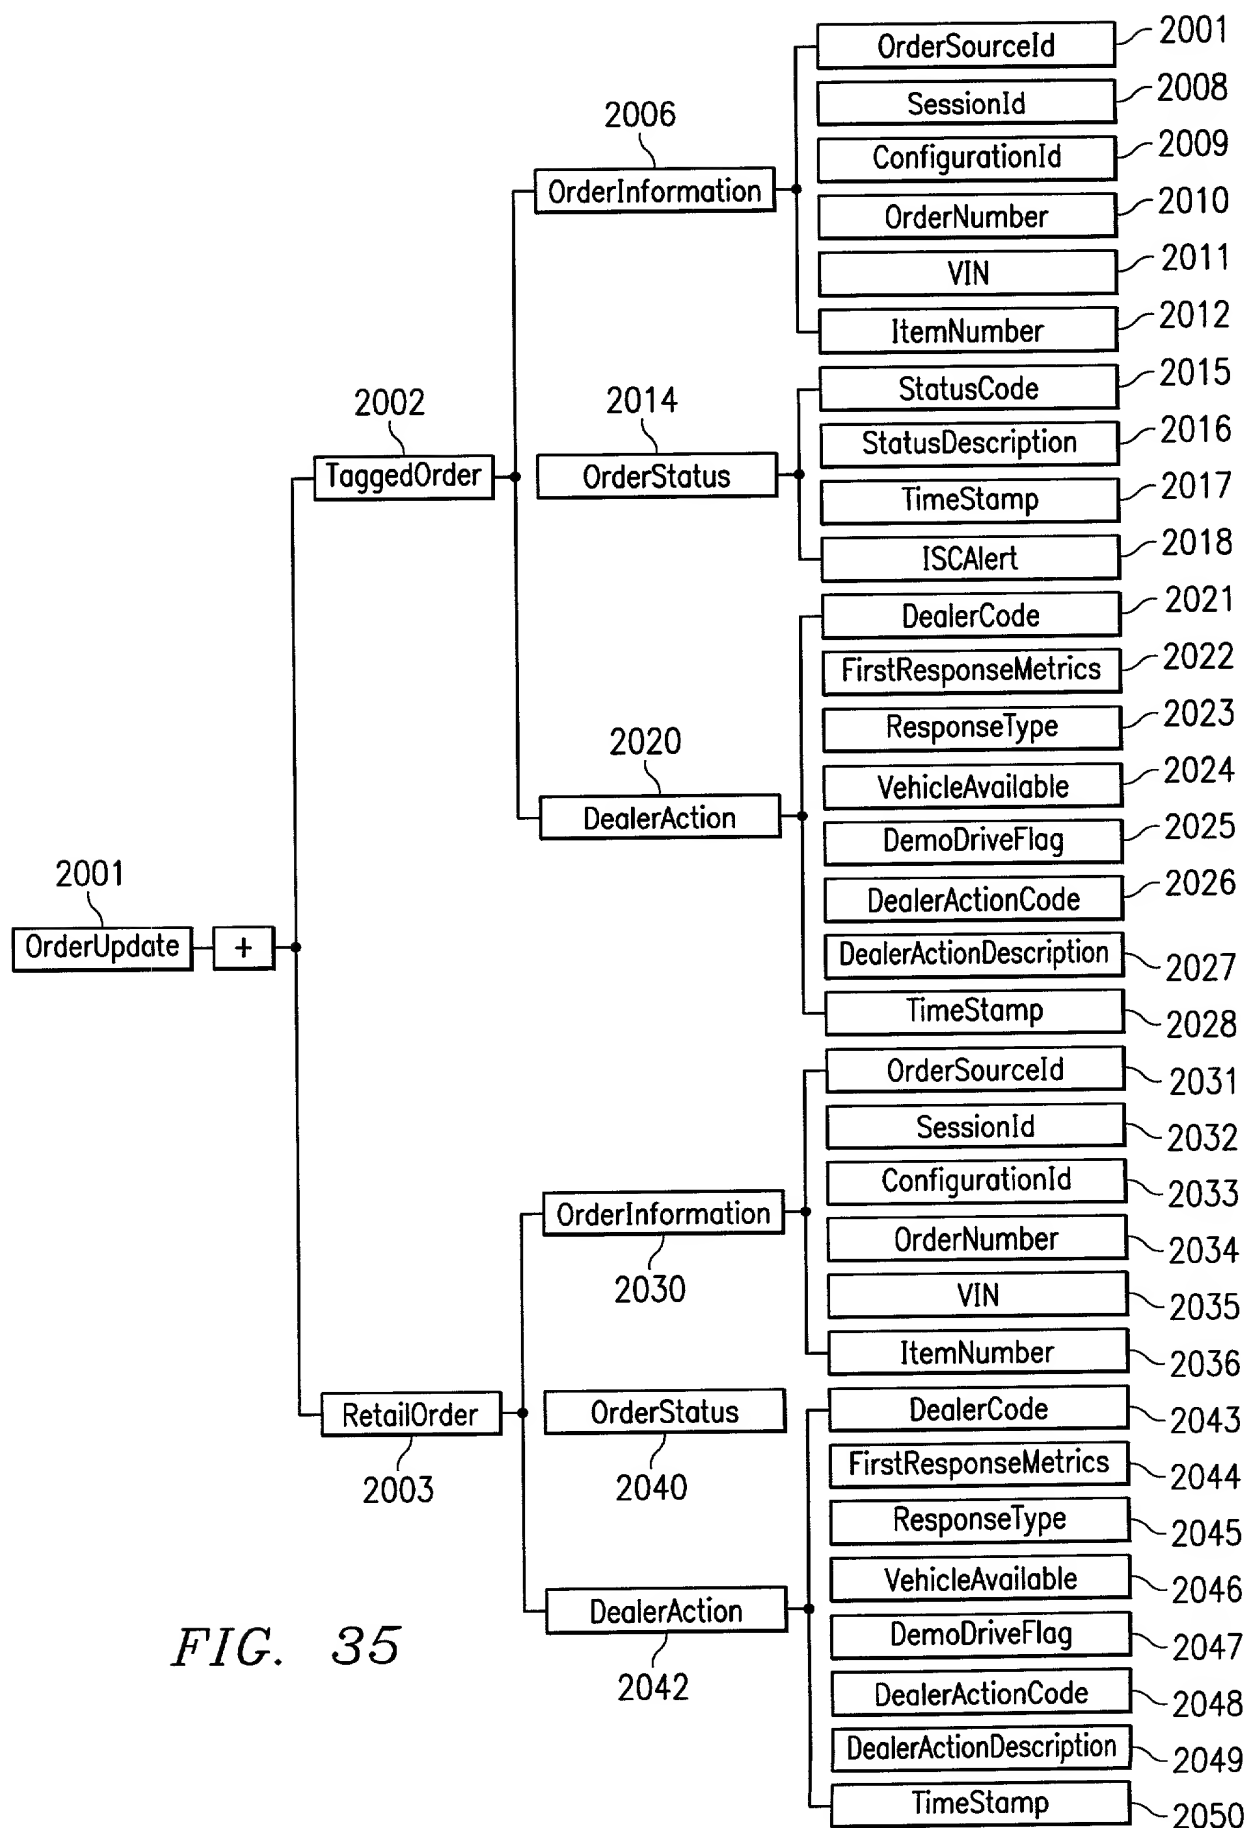 OrderSourceId 2001
SessionId 2008
2006
ConfigurationId 2009
OrderInformation
OrderNumber 2010
VIN 2011
ItemNumber 2012
StatusCode 2015
2002
2014
StatusDescription 2016
TaggedOrder
OrderStatus
TimeStamp 2017
ISCAlert 2018
DealerCode 2021
FirstResponseMetrics 2022
ResponseType 2023
2020
VehicleAvailable 2024
DealerAction
DemoDriveFlag 2025
2001
DealerActionCode 2026
OrderUpdate +
DealerActionDescription 2027
TimeStamp 2028
OrderSourceId 2031
SessionId 2032
ConfigurationId 2033
OrderInformation
OrderNumber 2034
2030
VIN 2035
ItemNumber 2036
RetailOrder
OrderStatus
DealerCode 2043
2003
2040
FirstResponseMetrics 2044
ResponseType 2045
VehicleAvailable 2046
DealerAction
DemoDriveFlag 2047
FIG. 35
2042
DealerActionCode 2048
DealerActionDescription 2049
TimeStamp 2050